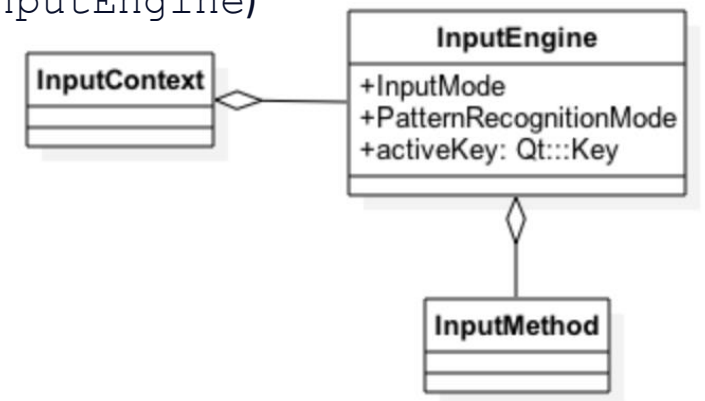 InputEngine)
InputEngine
InputContext
+InputMode
+PatternRecognitionMode
+activeKey: Qt:::Key
InputMethod